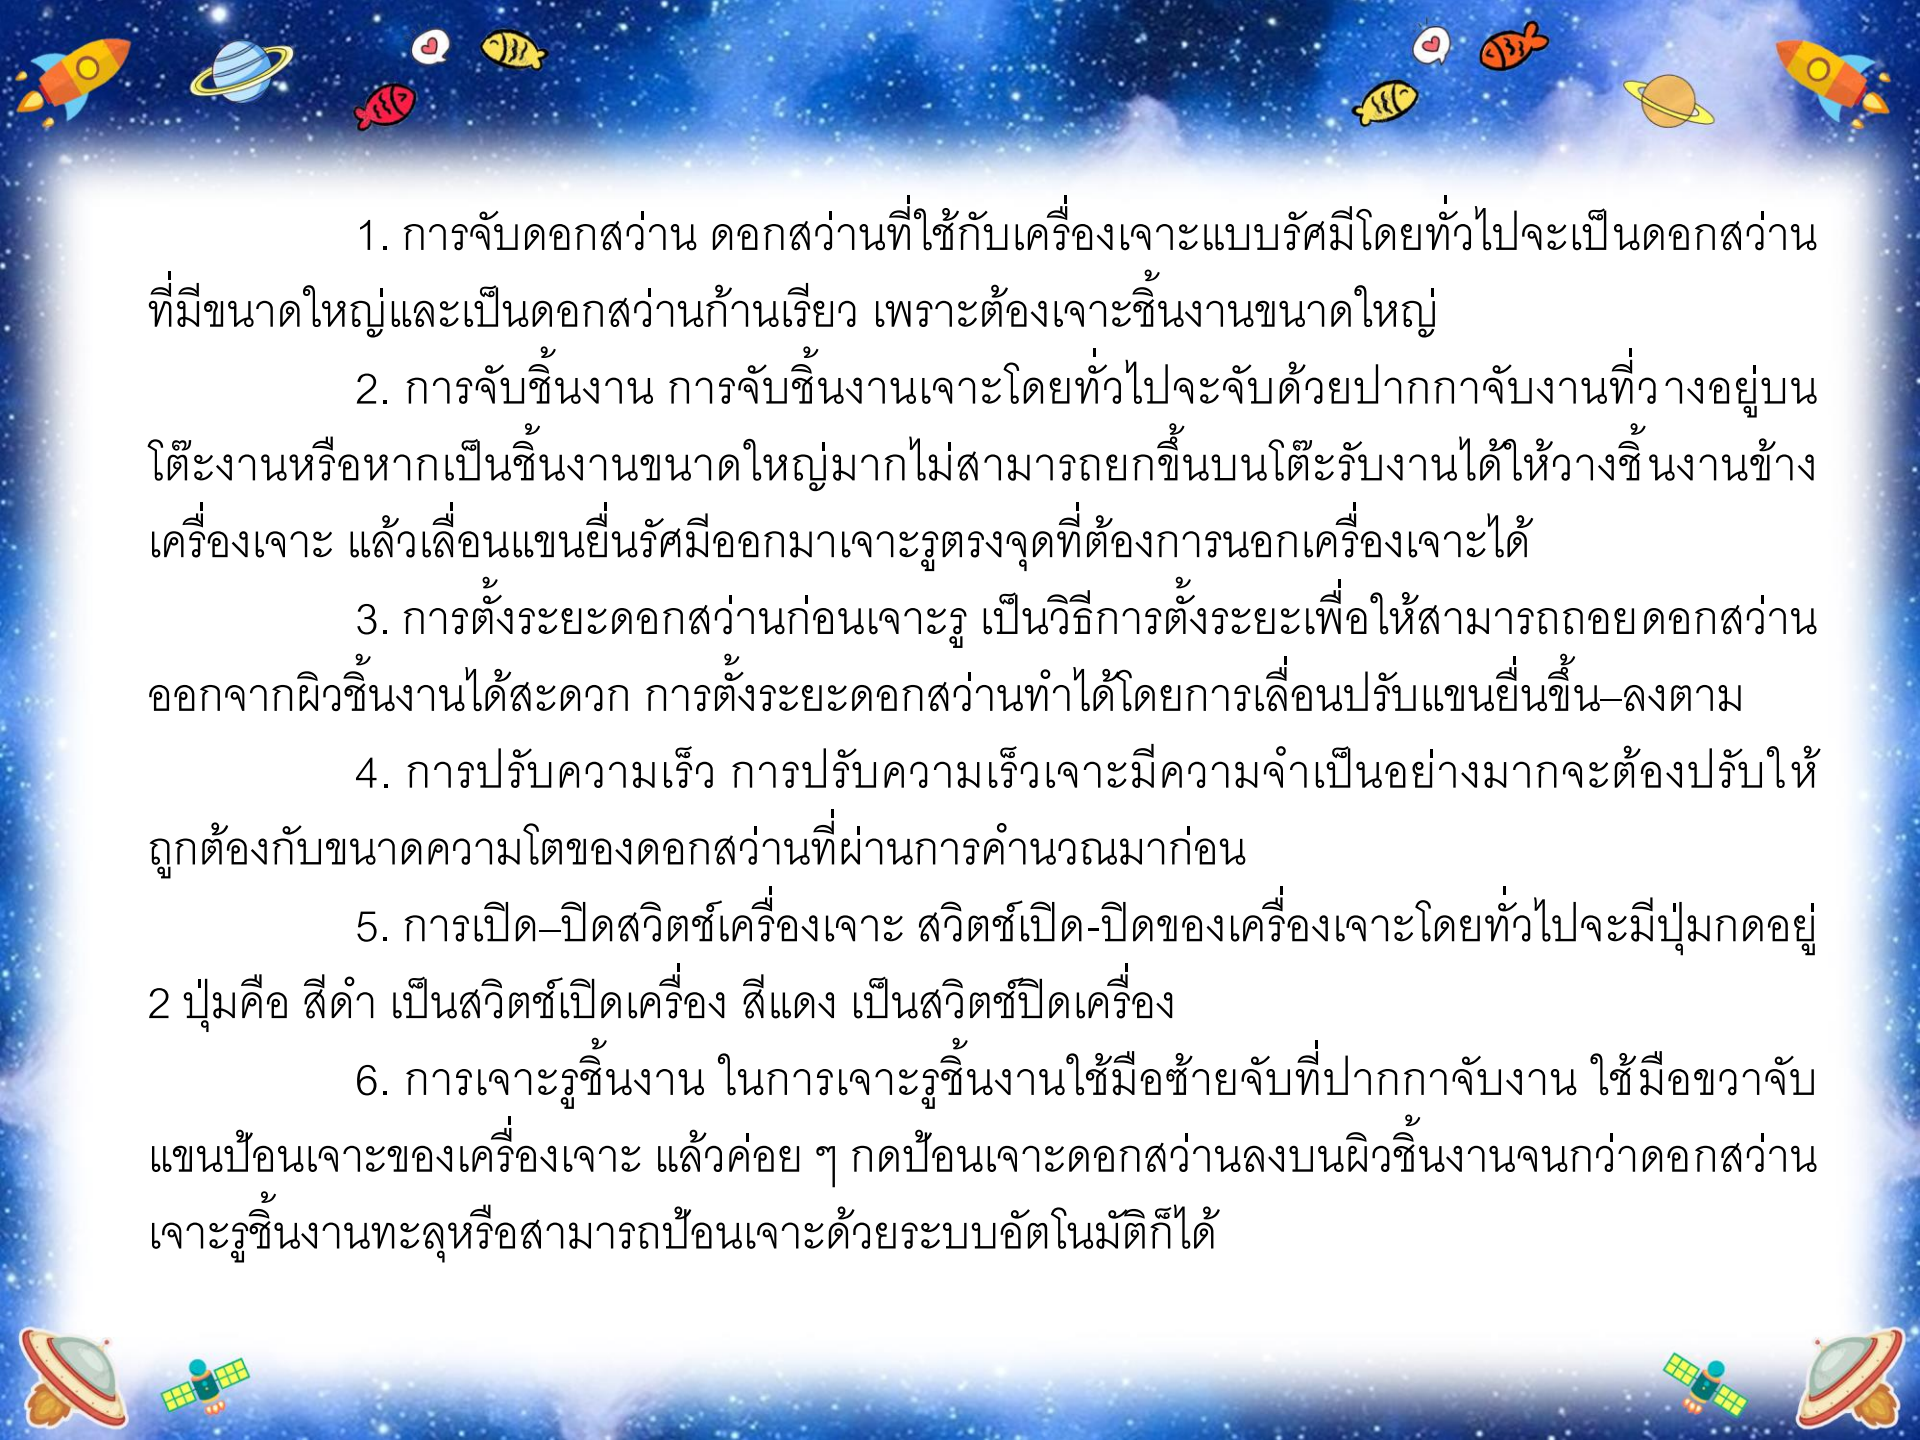 1. การจับดอกสว่าน ดอกสว่านที่ใช้กับเครื่องเจาะแบบรัศมีโดยทั่วไปจะเป็นดอกสว่าน
ที่มีขนาดใหญ่และเป็นดอกสว่านก้านเรียว เพราะต้องเจาะชิ้นงานขนาดใหญ่
2. การจับชิ้นงาน การจับชิ้นงานเจาะโดยทั่วไปจะจับด้วยปากกาจับงานที่วางอยู่บน
โต๊ะงานหรือหากเป็นชิ้นงานขนาดใหญ่มากไม่สามารถยกขึ้นบนโต๊ะรับงานได้ให้วางชิ้นงานข้าง
เครื่องเจาะ แล้วเลื่อนแขนยื่นรัศมีออกมาเจาะรูตรงจุดที่ต้องการนอกเครื่องเจาะได้
3. การตั้งระยะดอกสว่านก่อนเจาะรู เป็นวิธีการตั้งระยะเพื่อให้สามารถถอยดอกสว่าน
ออกจากผิวชิ้นงานได้สะดวก การตั้งระยะดอกสว่านทำได้โดยการเลื่อนปรับแขนยื่นขึ้น–ลงตาม
4. การปรับความเร็ว การปรับความเร็วเจาะมีความจำเป็นอย่างมากจะต้องปรับให้
ถูกต้องกับขนาดความโตของดอกสว่านที่ผ่านการคำนวณมาก่อน
5. การเปิด–ปิดสวิตช์เครื่องเจาะ สวิตช์เปิด-ปิดของเครื่องเจาะโดยทั่วไปจะมีปุ่มกดอยู่
2 ปุ่มคือ สีดำ เป็นสวิตช์เปิดเครื่อง สีแดง เป็นสวิตช์ปิดเครื่อง
6. การเจาะรูชิ้นงาน ในการเจาะรูชิ้นงานใช้มือซ้ายจับที่ปากกาจับงาน ใช้มือขวาจับ
แขนป้อนเจาะของเครื่องเจาะ แล้วค่อย ๆ กดป้อนเจาะดอกสว่านลงบนผิวชิ้นงานจนกว่าดอกสว่าน
เจาะรูชิ้นงานทะลุหรือสามารถป้อนเจาะด้วยระบบอัตโนมัติก็ได้